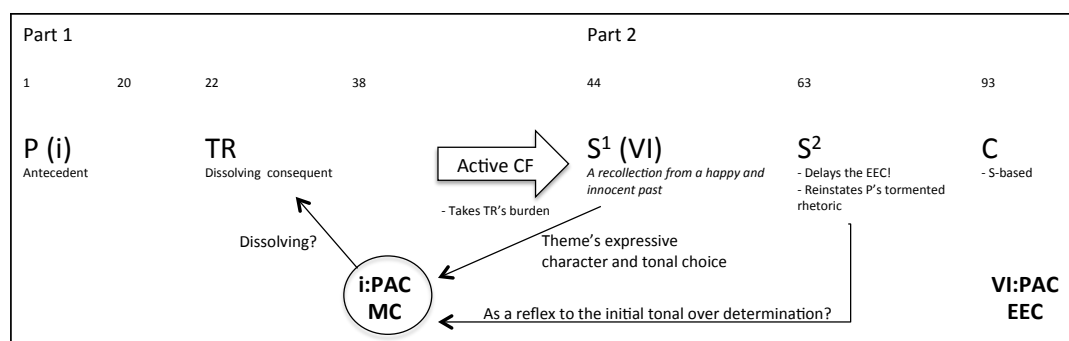 Part 1 Part 2
1 20 22 38 44 63 93
P (i) TR Active CF S¹ (VI) S² C
Antecedent Dissolving consequent A recollection from a happy and - Delays the EEC! - S-based
innocent past - Reinstates P's tormented
- Takes TR's burden rhetoric
Dissolving? Theme's expressive
character and tonal choice
i:PAC VI:PAC
MC EEC
As a reflex to the initial tonal over determination?